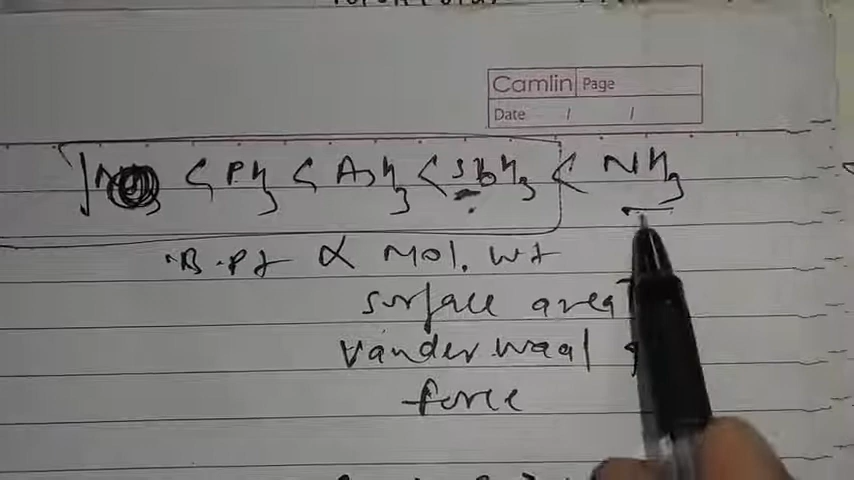 Camlin Page
Date / /
< PH3 < AsH3 < SbH3 < NH3
B.Pt ∝ Mol. wt
surface area
vander waal
force